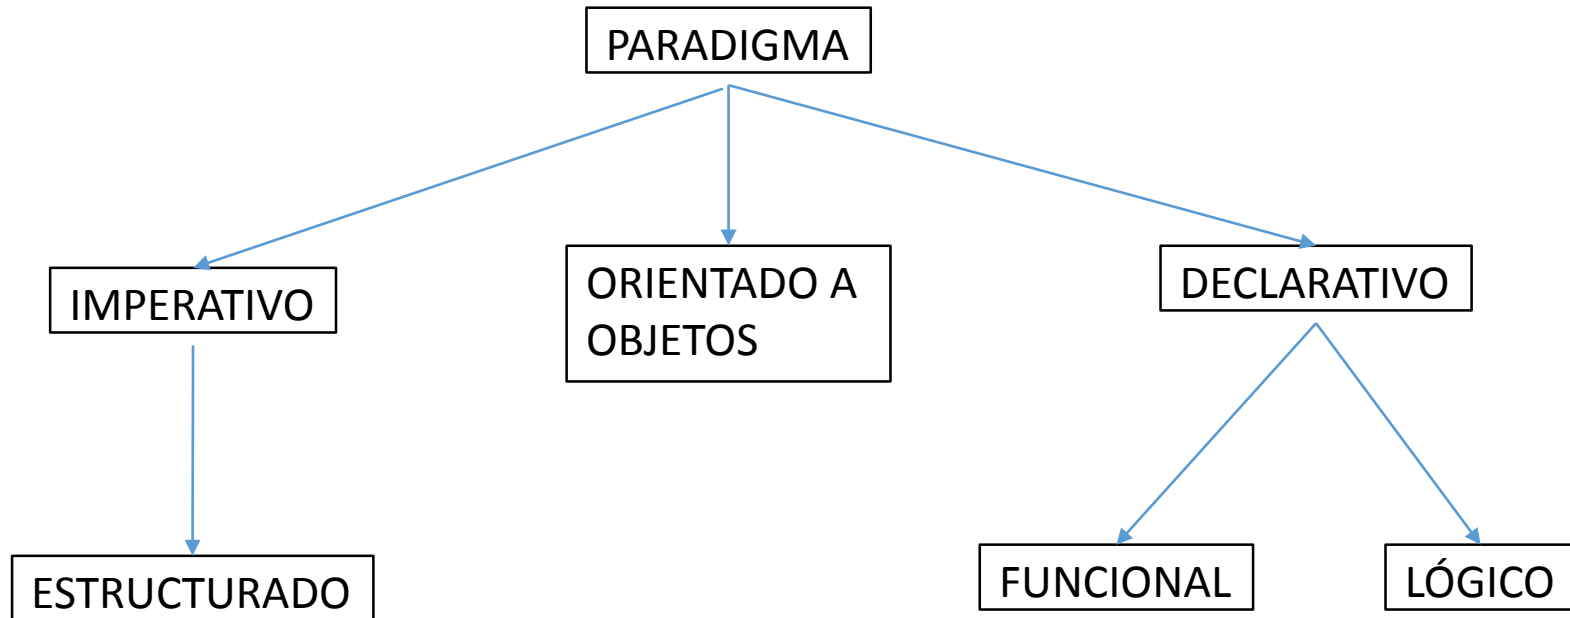 PARADIGMA
IMPERATIVO
ORIENTADO A
OBJETOS
DECLARATIVO
ESTRUCTURADO
FUNCIONAL
LÓGICO